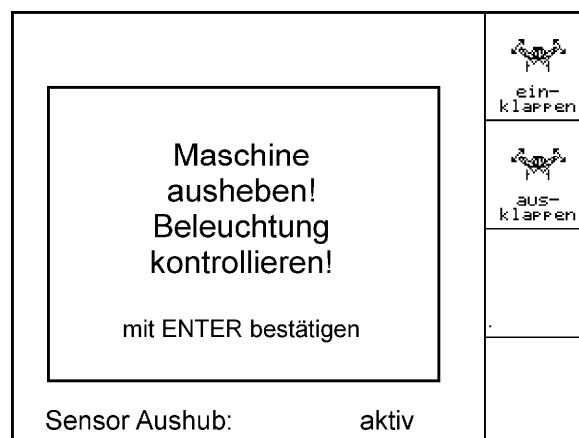 Maschine
ausheben!
Beleuchtung
kontrollieren!
mit ENTER bestätigen
Sensor Aushub: aktiv
ein-
klappen
aus-
klappen